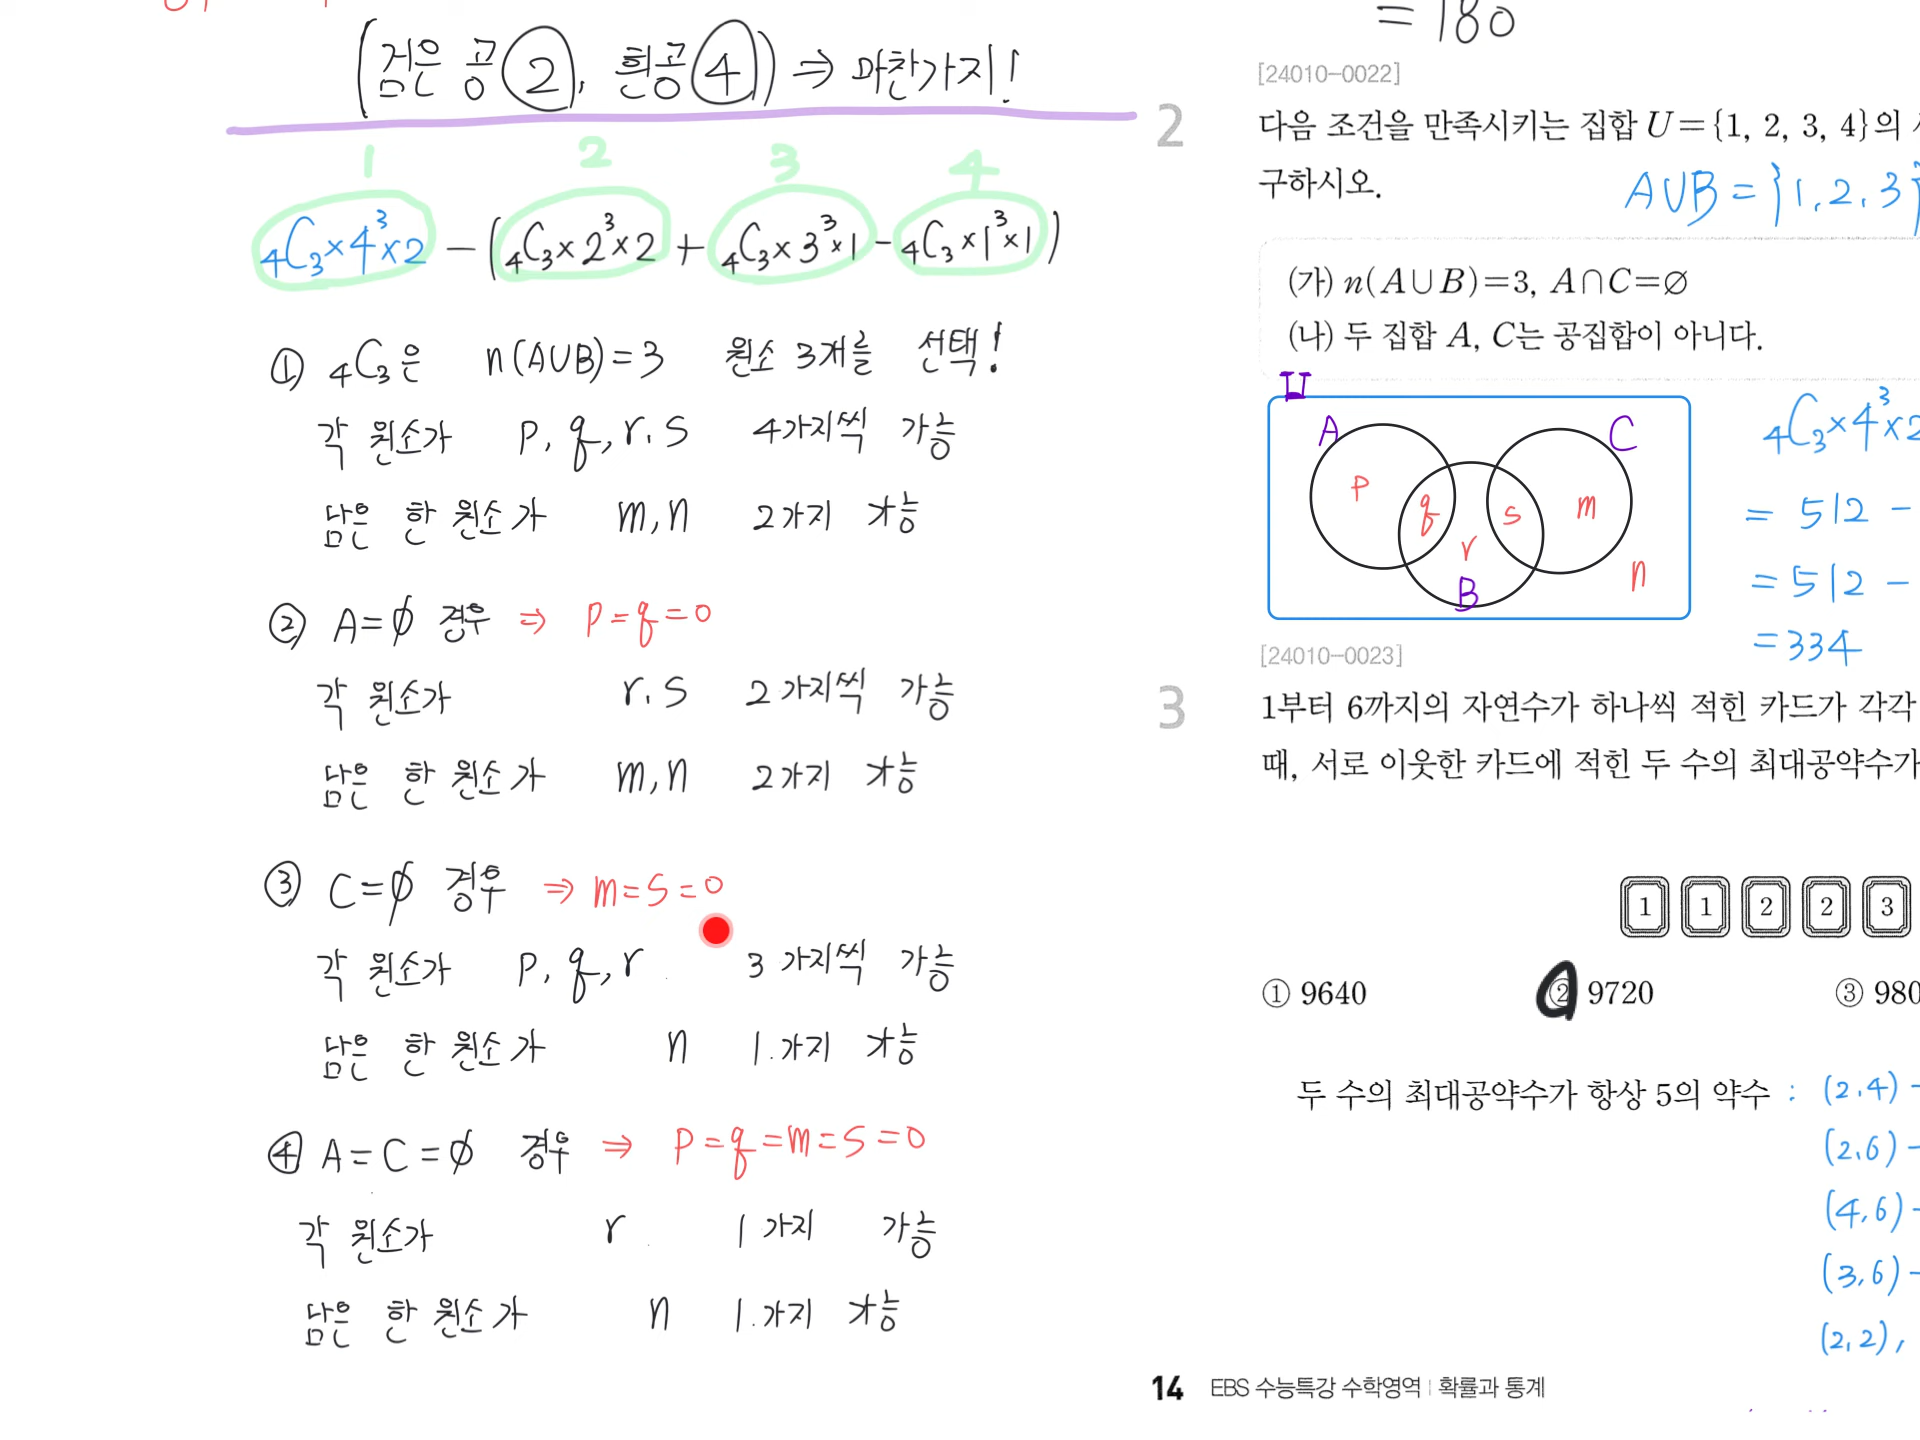 (검은 공 ②, 흰공 ④) ⇒ 마찬가지!
1 2 3 4
₄C₃×4³×2 − (₄C₃×2³×2 + ₄C₃×3³×1 − ₄C₃×1³×1)
① ₄C₃은 n(A∪B)=3 원소 3개를 선택!
각 원소가 p, q, r, s 4가지씩 가능
남은 한 원소가 m, n 2가지 가능
② A=∅ 경우 ⇒ p=q=0
각 원소가 r, s 2가지씩 가능
남은 한 원소가 m, n 2가지 가능
③ C=∅ 경우 ⇒ m=s=0
각 원소가 p, q, r 3가지씩 가능
남은 한 원소가 n 1가지 가능
④ A=C=∅ 경우 ⇒ p=q=m=s=0
각 원소가 r 1가지 가능
남은 한 원소가 n 1가지 가능
=180
[24010-0022]
2 다음 조건을 만족시키는 집합 U={1, 2, 3, 4}의
구하시오.
A∪B = {1, 2, 3}
(가) n(A∪B)=3, A∩C=∅
(나) 두 집합 A, C는 공집합이 아니다.
U
A C
p q s m
r n
B
₄C₃×4³×2
= 512 −
= 512 −
= 334
[24010-0023]
3 1부터 6까지의 자연수가 하나씩 적힌 카드가 각각
때, 서로 이웃한 카드에 적힌 두 수의 최대공약수가
1 1 2 2 3
① 9640 ② 9720 ③ 980
두 수의 최대공약수가 항상 5의 약수 : (2,4) −
(2,6) −
(4,6) −
(3,6) −
(2,2),
14 EBS 수능특강 수학영역 | 확률과 통계